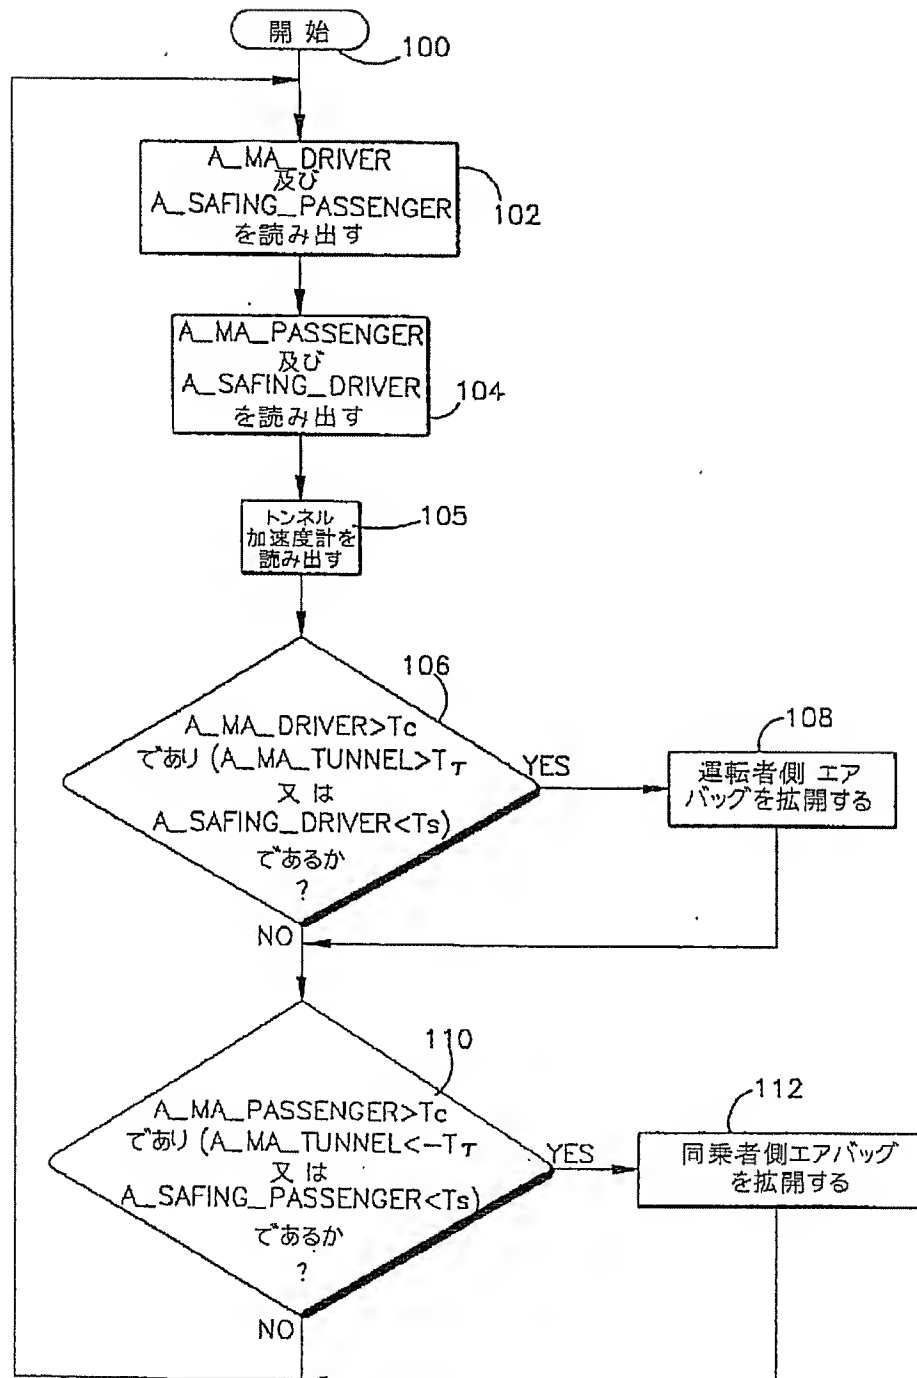 開 始
100
A_MA_DRIVER
及び
A_SAFING_PASSENGER
を読み出す
102
A_MA_PASSENGER
及び
A_SAFING_DRIVER
を読み出す
104
トンネル
加速度計を
読み出す
105
106
A_MA_DRIVER>Tc
であり (A_MA_TUNNEL>Tτ
又 は
A_SAFING_DRIVER<Ts)
であるか
?
YES
NO
108
運転者側 エア
バッグを拡開する
110
A_MA_PASSENGER>Tc
であり (A_MA_TUNNEL<-Tτ
又 は
A_SAFING_PASSENGER<Ts)
であるか
?
YES
NO
112
同乗者側エアバッグ
を拡開する